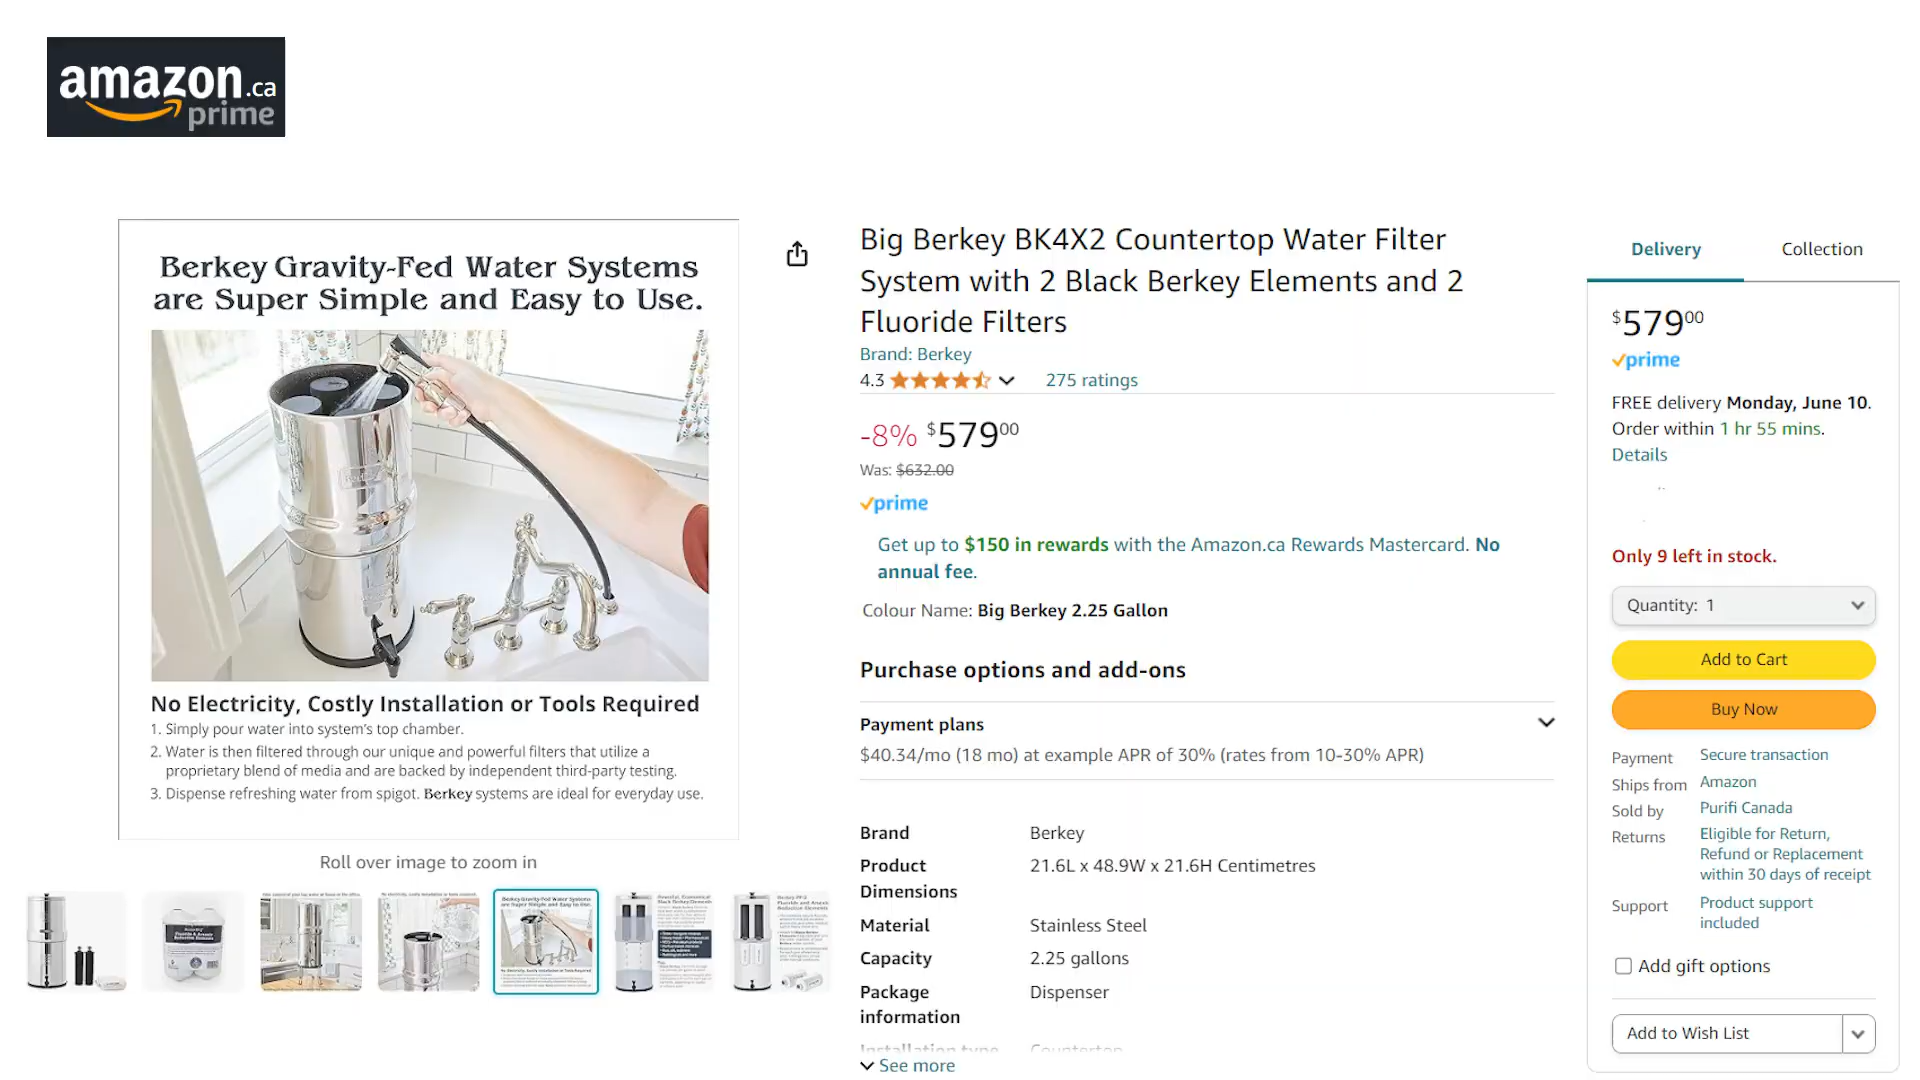 amazon.ca
prime
Berkey Gravity-Fed Water Systems
are Super Simple and Easy to Use.
No Electricity, Costly Installation or Tools Required
1. Simply pour water into system's top chamber.
2. Water is then filtered through our unique and powerful filters that utilize a
proprietary blend of media and are backed by independent third-party testing.
3. Dispense refreshing water from spigot. Berkey systems are ideal for everyday use.
Roll over image to zoom in
Big Berkey BK4X2 Countertop Water Filter
System with 2 Black Berkey Elements and 2
Fluoride Filters
Brand: Berkey
4.3
275 ratings
-8% $57900
Was: $632.00
prime
Get up to $150 in rewards with the Amazon.ca Rewards Mastercard. No
annual fee.
Colour Name: Big Berkey 2.25 Gallon
Purchase options and add-ons
Payment plans
$40.34/mo (18 mo) at example APR of 30% (rates from 10-30% APR)
Brand Berkey
Product 21.6L x 48.9W x 21.6H Centimetres
Dimensions
Material Stainless Steel
Capacity 2.25 gallons
Package Dispenser
information
Installation type Countertop
See more
Delivery Collection
$57900
prime
FREE delivery Monday, June 10.
Order within 1 hr 55 mins.
Details
Only 9 left in stock.
Quantity: 1
Add to Cart
Buy Now
Payment Secure transaction
Ships from Amazon
Sold by Purifi Canada
Returns Eligible for Return,
Refund or Replacement
within 30 days of receipt
Support Product support
included
Add gift options
Add to Wish List